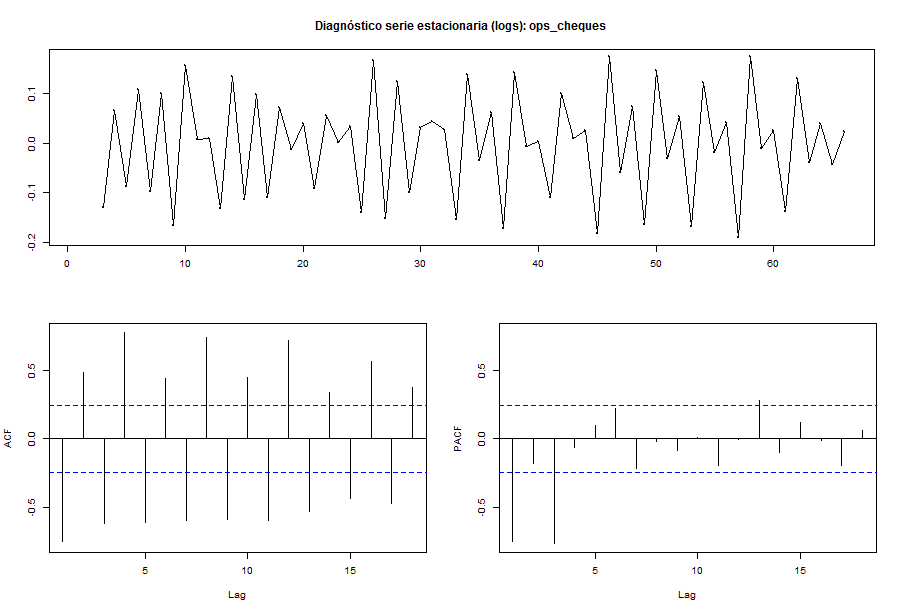 Diagnóstico serie estacionaria (logs): ops_cheques
0.1
0.0
-0.1
-0.2
0 10 20 30 40 50 60
ACF
0.5
0.0
-0.5
5 10 15
Lag
PACF
0.5
0.0
-0.5
5 10 15
Lag